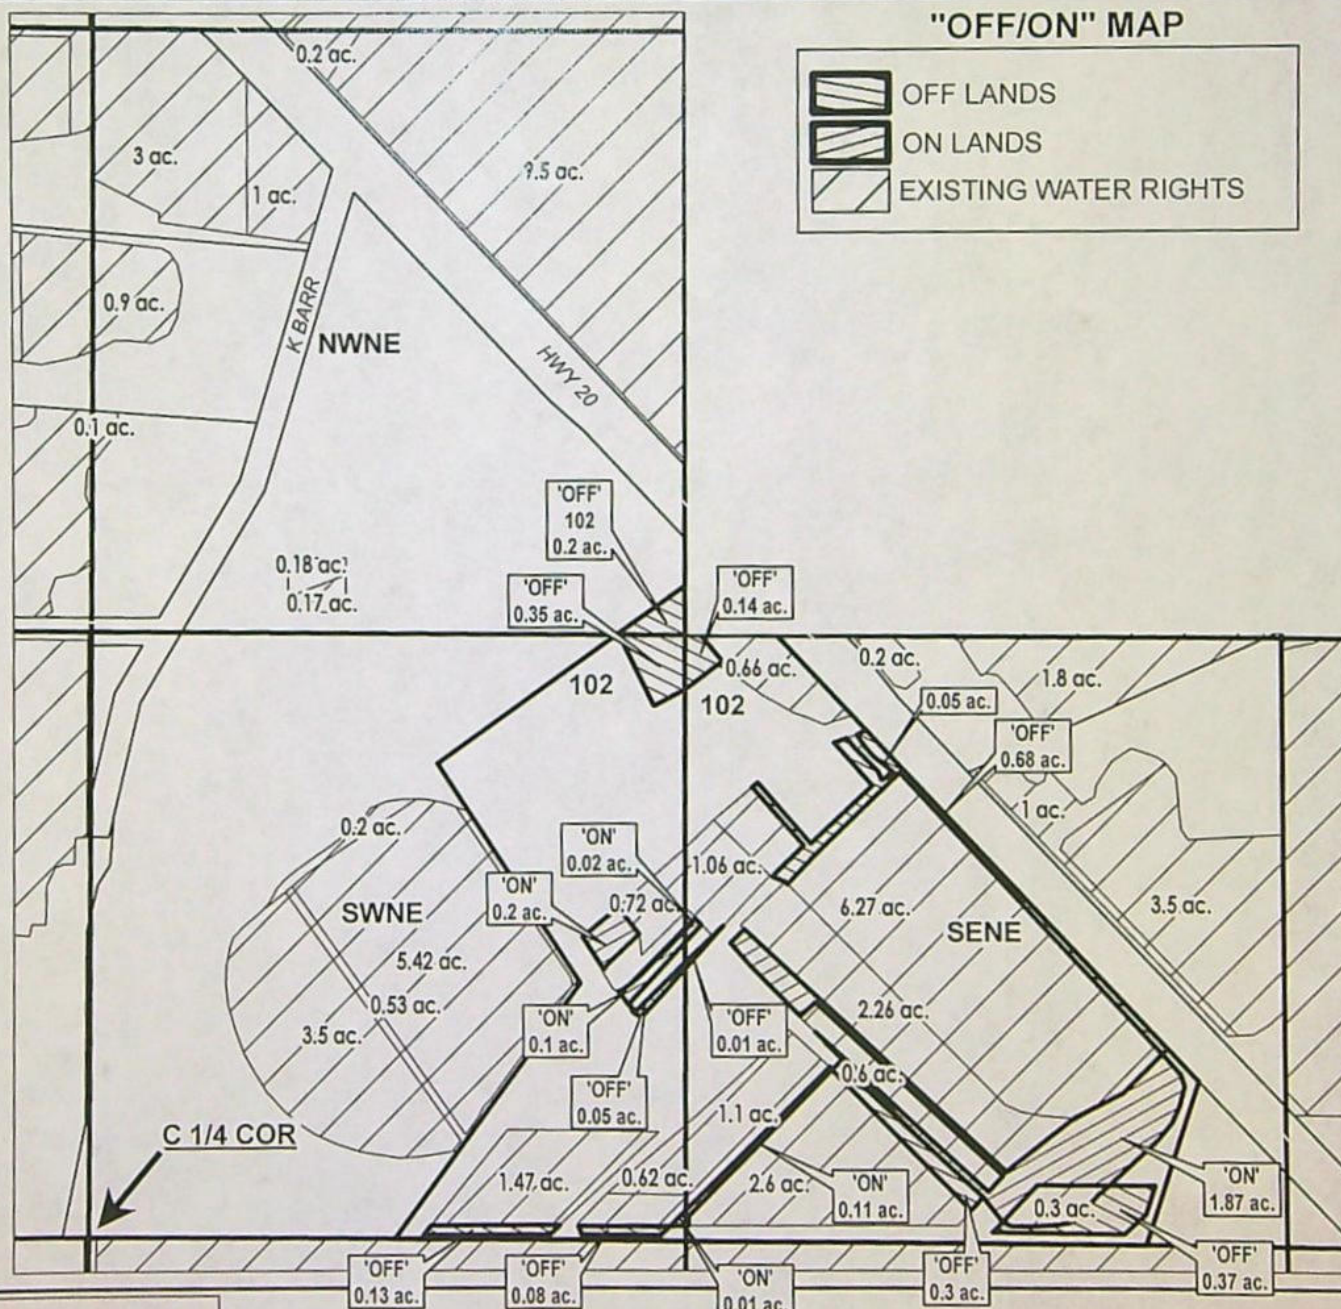 "OFF/ON" MAP
OFF LANDS
ON LANDS
EXISTING WATER RIGHTS
0.2 ac.
3 ac.
1 ac.
9.5 ac.
0.9 ac.
K BARR
NWNE
HWY 20
0.1 ac.
'OFF'
102
0.2 ac.
0.18 ac.
0.17 ac.
'OFF'
0.35 ac.
'OFF'
0.14 ac.
102
102
0.66 ac.
0.2 ac.
1.8 ac.
0.05 ac.
'OFF'
0.68 ac.
1 ac.
0.2 ac.
'ON'
0.02 ac.
1.06 ac.
'ON'
0.2 ac.
0.72 ac.
SWNE
6.27 ac.
SENE
3.5 ac.
5.42 ac.
0.53 ac.
3.5 ac.
'ON'
0.1 ac.
'OFF'
0.01 ac.
2.26 ac.
'OFF'
0.05 ac.
0.6 ac.
1.1 ac.
C 1/4 COR
1.47 ac.
0.62 ac.
2.6 ac.
'ON'
0.11 ac.
'ON'
1.87 ac.
0.3 ac.
'OFF'
0.13 ac.
'OFF'
0.08 ac.
'ON'
0.01 ac.
'OFF'
0.3 ac.
'OFF'
0.37 ac.